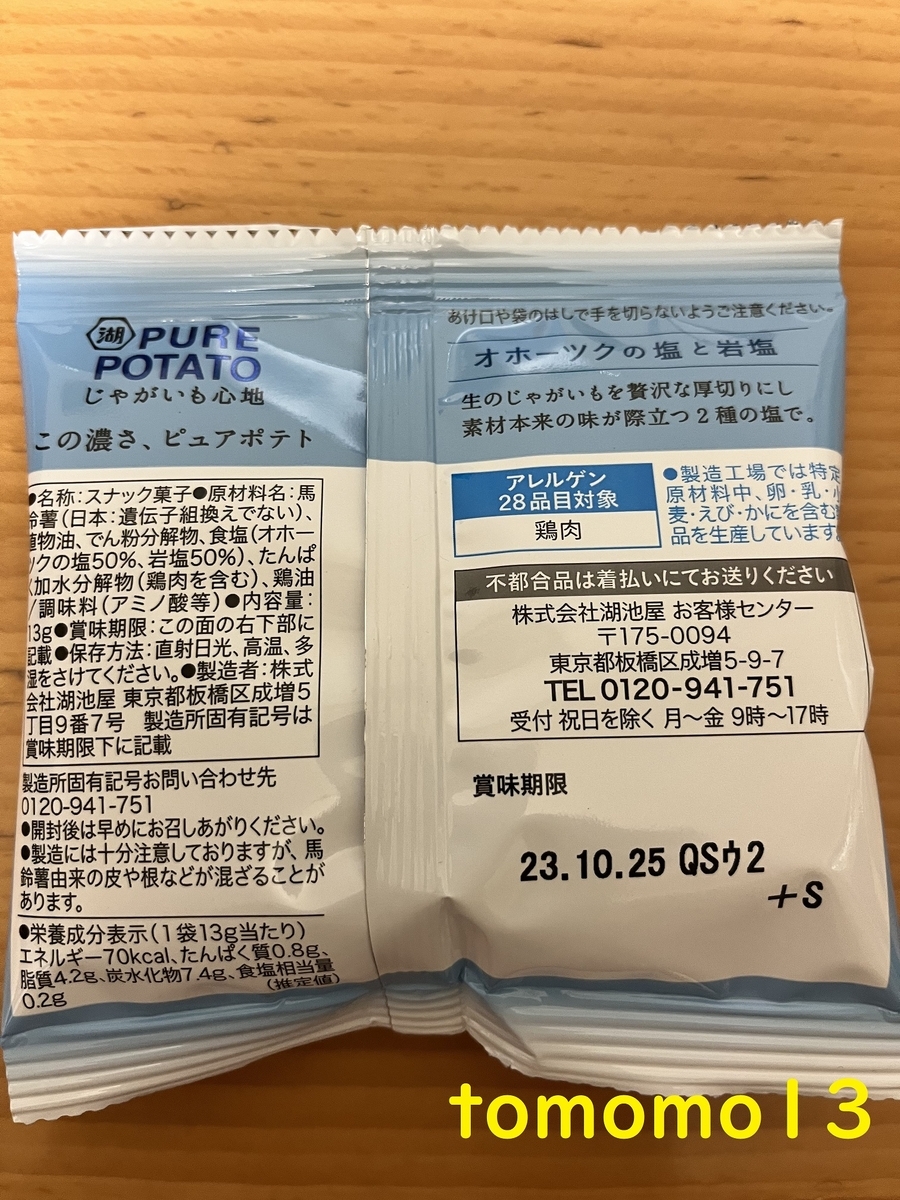 湖 PURE
POTATO
じゃがいも心地
この濃さ、ピュアポテト
●名称:スナック菓子●原材料名:馬
鈴薯(日本:遺伝子組換えでない)、
植物油、でん粉分解物、食塩(オホー
ツクの塩50%、岩塩50%)、たんぱ
く加水分解物(鶏肉を含む)、鶏油
/調味料(アミノ酸等)●内容量:
13g●賞味期限:この面の右下部に
記載●保存方法:直射日光、高温、多
湿をさけてください。●製造者:株式
会社湖池屋 東京都板橋区成増5
丁目9番7号 製造所固有記号は
賞味期限下に記載
製造所固有記号お問い合わせ先
0120-941-751
●開封後は早めにお召しあがりください。
●製造には十分注意しておりますが、馬
鈴薯由来の皮や根などが混ざることが
あります。
●栄養成分表示(1袋13g当たり)
エネルギー70kcal、たんぱく質0.8g、
脂質4.2g、炭水化物7.4g、食塩相当量
0.2g (推定値)
あけ口や袋のはしで手を切らないようご注意ください。
オホーツクの塩と岩塩
生のじゃがいもを贅沢な厚切りにし
素材本来の味が際立つ2種の塩で。
アレルゲン
28品目対象
鶏肉
●製造工場では特定
原材料中、卵・乳・小
麦・えび・かにを含む
品を生産しています
不都合品は着払いにてお送りください
株式会社湖池屋 お客様センター
〒175-0094
東京都板橋区成増5-9-7
TEL 0120-941-751
受付 祝日を除く 月~金 9時~17時
賞味期限
23.10.25 QSウ2
+S
tomomo13